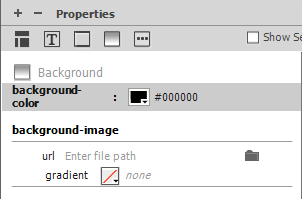 + − Properties
Show Se
Background
background-color : #000000
background-image
url Enter file path
gradient none